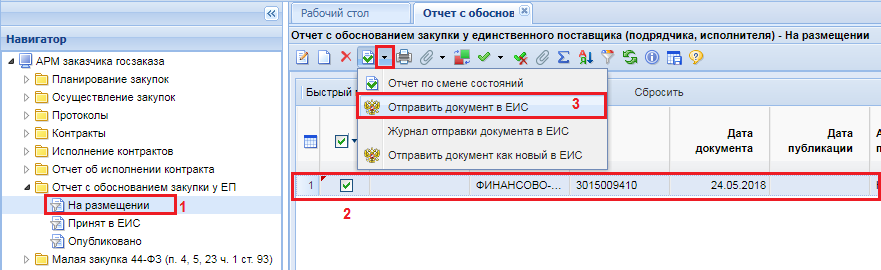 Навигатор
АРМ заказчика госзаказа
Планирование закупок
Осуществление закупок
Протоколы
Контракты
Исполнение контрактов
Отчет об исполнении контракта
Отчет с обоснованием закупки у ЕП
На размещении 1
Принят в ЕИС
Опубликовано
Малая закупка 44-ФЗ (п. 4, 5, 23 ч. 1 ст. 93)
Рабочий стол
Отчет с обоснов
Отчет с обоснованием закупки у единственного поставщика (подрядчика, исполнителя) - На размещении
Быстрый
Сбросить
Отчет по смене состояний
Отправить документ в ЕИС 3
Журнал отправки документа в ЕИС
Отправить документ как новый в ЕИС
Дата документа
Дата публикации
1 ФИНАНСОВО-... 3015009410 24.05.2018
2